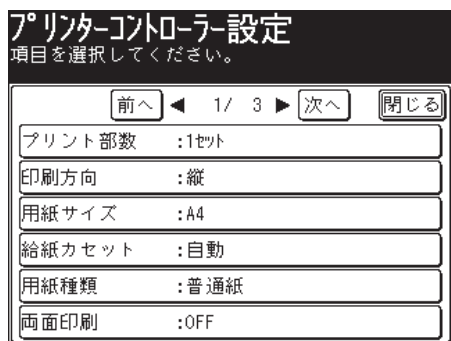 プリンターコントローラー設定
項目を選択してください。
前へ ◀ 1/ 3 ▶ 次へ 閉じる
プリント部数 :1セット
印刷方向 :縦
用紙サイズ :A4
給紙カセット :自動
用紙種類 :普通紙
両面印刷 :OFF